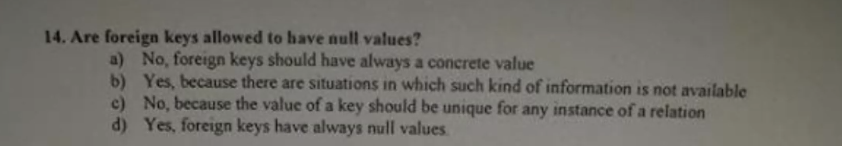 14. Are foreign keys allowed to have null values?
a) No, foreign keys should have always a concrete value
b) Yes, because there are situations in which such kind of information is not available
c) No, because the value of a key should be unique for any instance of a relation
d) Yes, foreign keys have always null values.